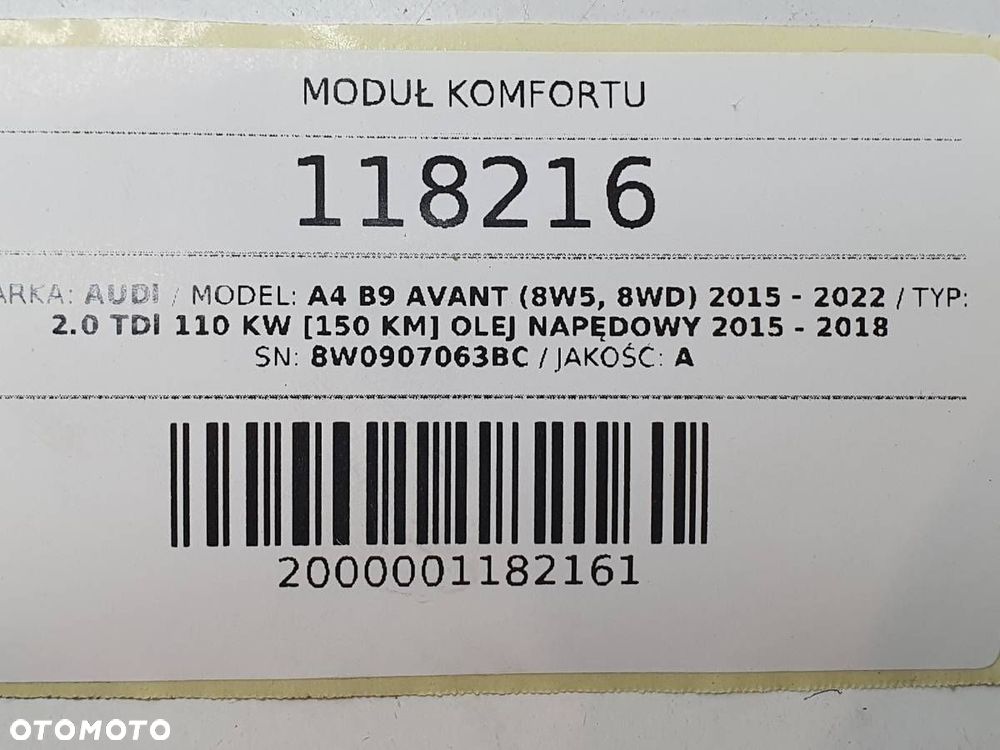 MODUŁ KOMFORTU
118216
ARKA: AUDI / MODEL: A4 B9 AVANT (8W5, 8WD) 2015 - 2022 / TYP:
2.0 TDI 110 KW [150 KM] OLEJ NAPĘDOWY 2015 - 2018
SN: 8W0907063BC / JAKOŚĆ: A
2000001182161
OTOMOTO